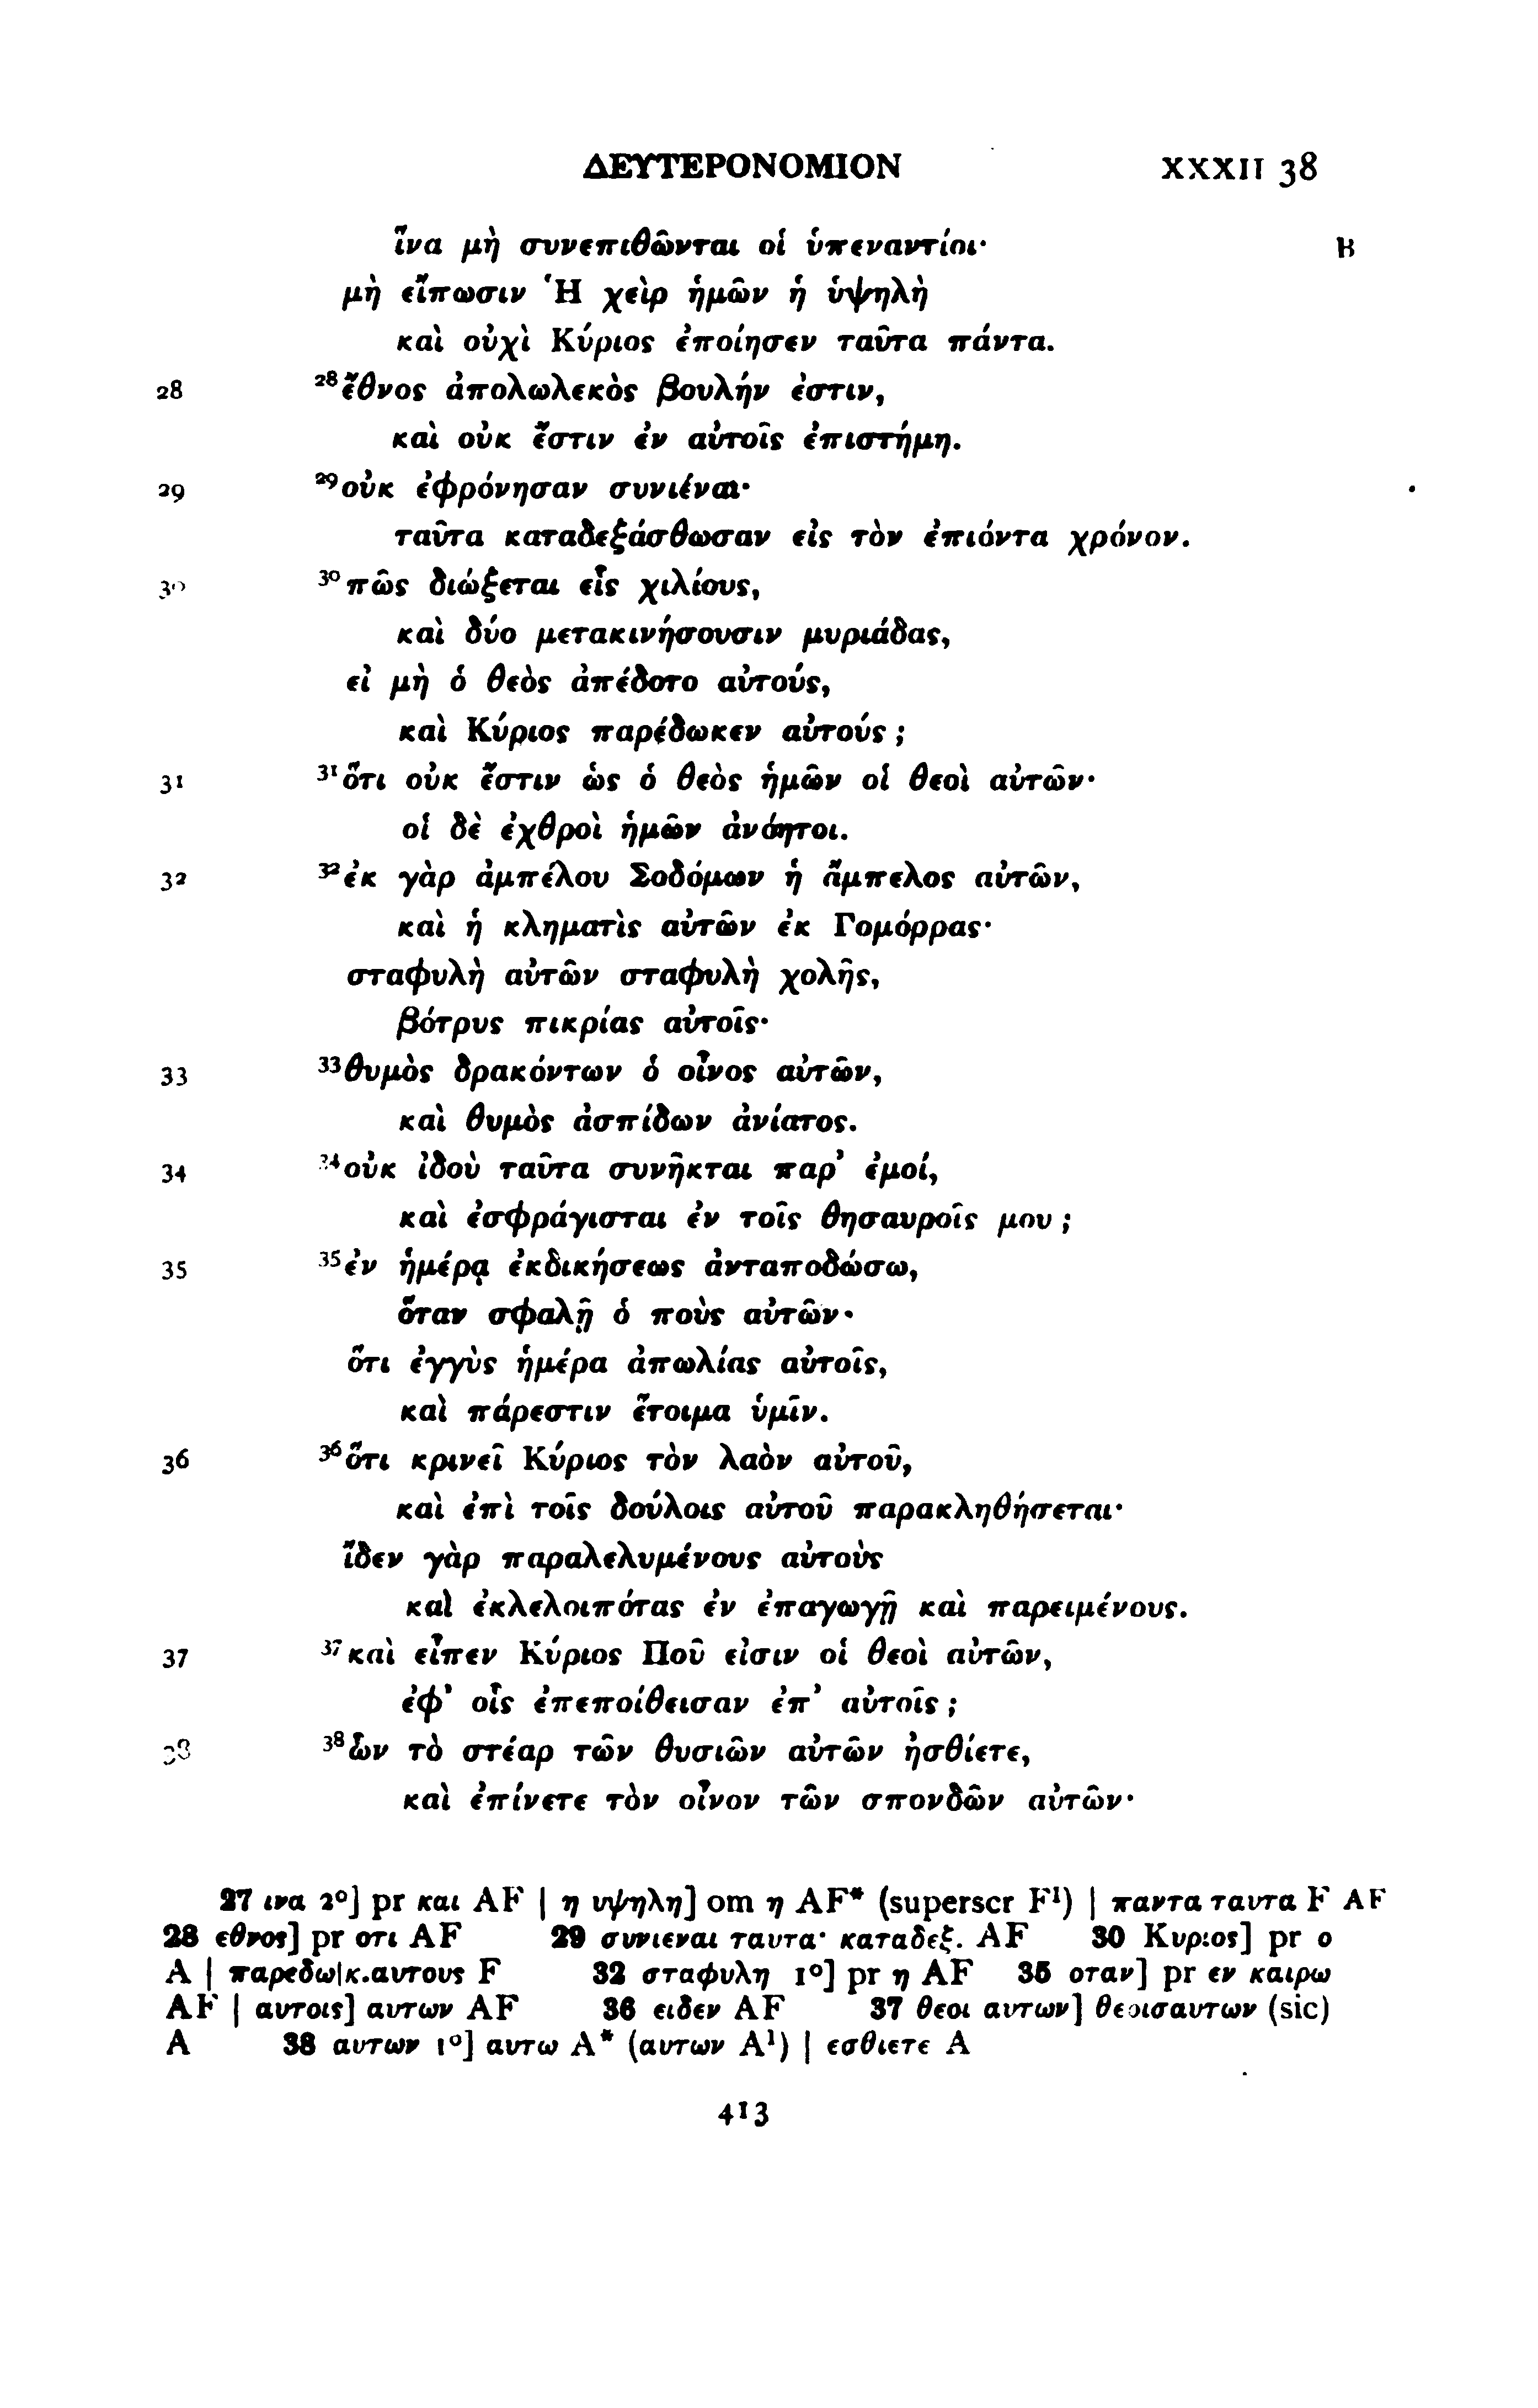 ΔΕΥΤΕΡΟΝΟΜΙΟΝ XXXII 38
ἵνα μὴ συνεπιθῶνται οἱ ὑπεναντίοι· B
μὴ εἴπωσιν Ἡ χεὶρ ἡμῶν ἡ ὑψηλὴ
καὶ οὐχὶ Κύριος ἐποίησεν ταῦτα πάντα.
28 ²⁸ἔθνος ἀπολωλεκὸς βουλήν ἐστιν,
καὶ οὐκ ἔστιν ἐν αὐτοῖς ἐπιστήμη.
29 ²⁹οὐκ ἐφρόνησαν συνιέναι·
ταῦτα καταδεξάσθωσαν εἰς τὸν ἐπιόντα χρόνον.
30 ³⁰πῶς διώξεται εἷς χιλίους,
καὶ δύο μετακινήσουσιν μυριάδας,
εἰ μὴ ὁ θεὸς ἀπέδοτο αὐτούς,
καὶ Κύριος παρέδωκεν αὐτούς;
31 ³¹ὅτι οὐκ ἔστιν ὡς ὁ θεὸς ἡμῶν οἱ θεοὶ αὐτῶν·
οἱ δὲ ἐχθροὶ ἡμῶν ἀνόητοι.
32 ³²ἐκ γὰρ ἀμπέλου Σοδόμων ἡ ἄμπελος αὐτῶν,
καὶ ἡ κληματὶς αὐτῶν ἐκ Γομόρρας·
σταφυλὴ αὐτῶν σταφυλὴ χολῆς,
βότρυς πικρίας αὐτοῖς·
33 ³³θυμὸς δρακόντων ὁ οἶνος αὐτῶν,
καὶ θυμὸς ἀσπίδων ἀνίατος.
34 ³⁴οὐκ ἰδοὺ ταῦτα συνῆκται παρ’ ἐμοί,
καὶ ἐσφράγισται ἐν τοῖς θησαυροῖς μου;
35 ³⁵ἐν ἡμέρᾳ ἐκδικήσεως ἀνταποδώσω,
ὅταν σφαλῇ ὁ ποὺς αὐτῶν·
ὅτι ἐγγὺς ἡμέρα ἀπωλίας αὐτοῖς,
καὶ πάρεστιν ἕτοιμα ὑμῖν.
36 ³⁶ὅτι κρινεῖ Κύριος τὸν λαὸν αὐτοῦ,
καὶ ἐπὶ τοῖς δούλοις αὐτοῦ παρακληθήσεται·
ἴδεν γὰρ παραλελυμένους αὐτοὺς
καὶ ἐκλελοιπότας ἐν ἐπαγωγῇ καὶ παρειμένους.
37 ³⁷καὶ εἶπεν Κύριος Ποῦ εἰσιν οἱ θεοὶ αὐτῶν,
ἐφ’ οἷς ἐπεποίθεισαν ἐπ’ αὐτοῖς;
38 ³⁸ὧν τὸ στέαρ τῶν θυσιῶν αὐτῶν ἠσθίετε,
καὶ ἐπίνετε τὸν οἶνον τῶν σπονδῶν αὐτῶν·
27 ινα 2°] pr και AF | η υψηλη] om η AF* (superscr F¹) | παντα ταυτα F AF
28 εθνος] pr οτι AF 29 συνιεναι ταυτα· καταδεξ. AF 30 Κυριος] pr ο
A | παρεδω|κ.αυτους F 32 σταφυλη 1°] pr η AF 35 οταν] pr εν καιρω
AF | αυτοις] αυτων AF 36 ειδεν AF 37 θεοι αυτων] θεοισαυτων (sic)
A 38 αυτων 1°] αυτω A* (αυτων A¹) | εσθιετε A
413